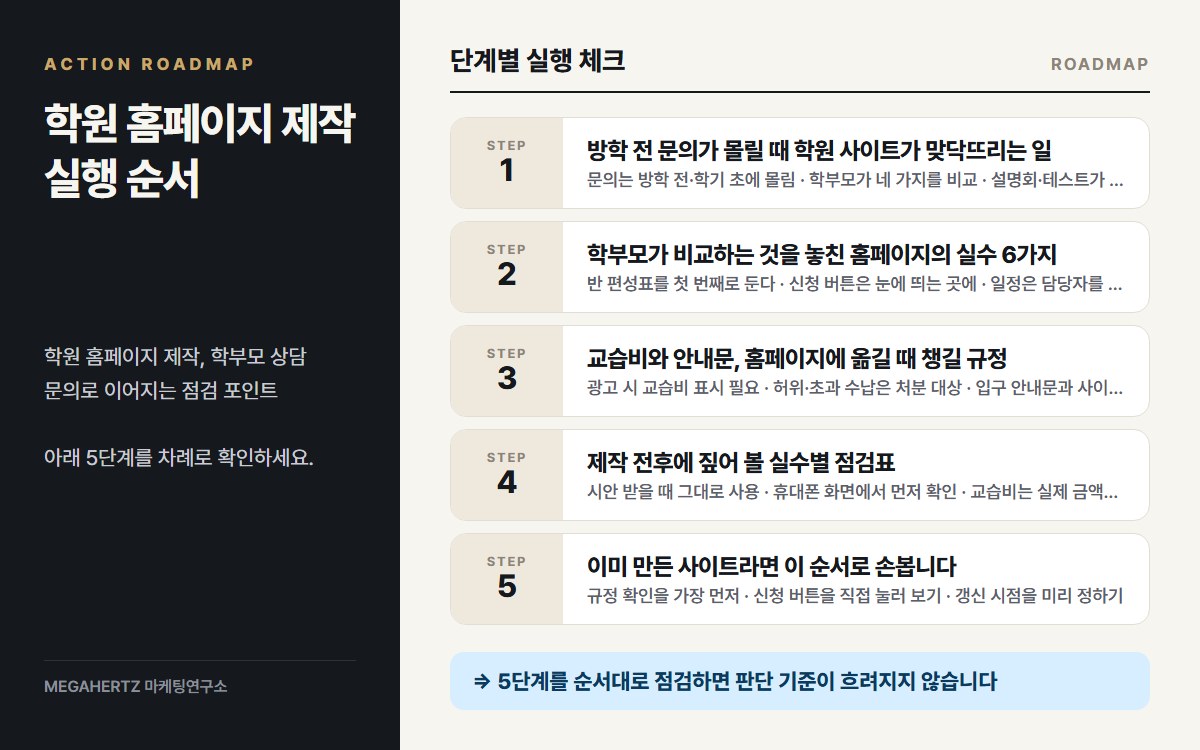 ACTION ROADMAP
학원 홈페이지 제작
실행 순서
학원 홈페이지 제작, 학부모 상담
문의로 이어지는 점검 포인트
아래 5단계를 차례로 확인하세요.
MEGAHERTZ 마케팅연구소
단계별 실행 체크
ROADMAP
STEP
1
방학 전 문의가 몰릴 때 학원 사이트가 맞닥뜨리는 일
문의는 방학 전·학기 초에 몰림 · 학부모가 네 가지를 비교 · 설명회·테스트가 ...
STEP
2
학부모가 비교하는 것을 놓친 홈페이지의 실수 6가지
반 편성표를 첫 번째로 둔다 · 신청 버튼은 눈에 띄는 곳에 · 일정은 담당자를 ...
STEP
3
교습비와 안내문, 홈페이지에 옮길 때 챙길 규정
광고 시 교습비 표시 필요 · 허위·초과 수납은 처분 대상 · 입구 안내문과 사이...
STEP
4
제작 전후에 짚어 볼 실수별 점검표
시안 받을 때 그대로 사용 · 휴대폰 화면에서 먼저 확인 · 교습비는 실제 금액...
STEP
5
이미 만든 사이트라면 이 순서로 손봅니다
규정 확인을 가장 먼저 · 신청 버튼을 직접 눌러 보기 · 갱신 시점을 미리 정하기
⇒ 5단계를 순서대로 점검하면 판단 기준이 흐려지지 않습니다